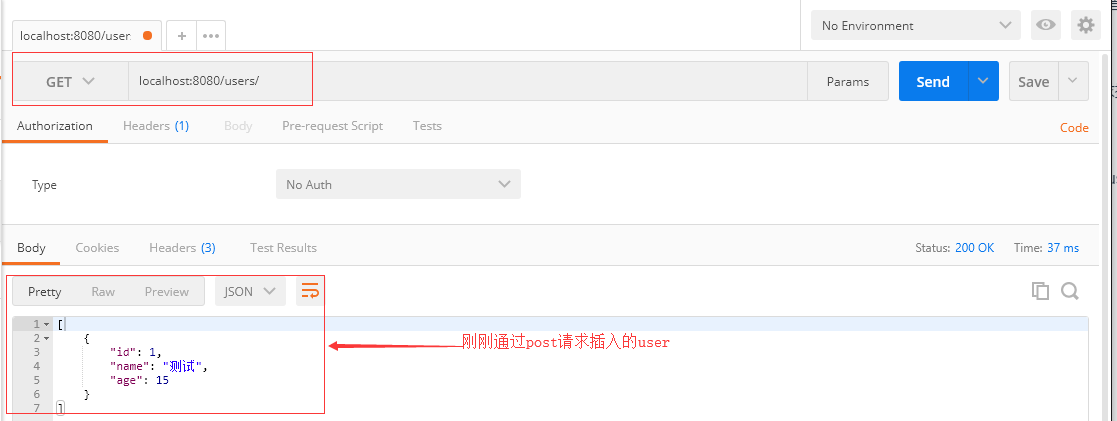 localhost:8080/user
+
•••
No Environment
GET
localhost:8080/users/
Params
Send
Save
Authorization
Headers (1)
Body
Pre-request Script
Tests
Code
Type
No Auth
Body
Cookies
Headers (3)
Test Results
Status: 200 OK
Time: 37 ms
Pretty
Raw
Preview
JSON
1 [
2 {
3 "id": 1,
4 "name": "测试",
5 "age": 15
6 }
7 ]
刚刚通过post请求插入的user